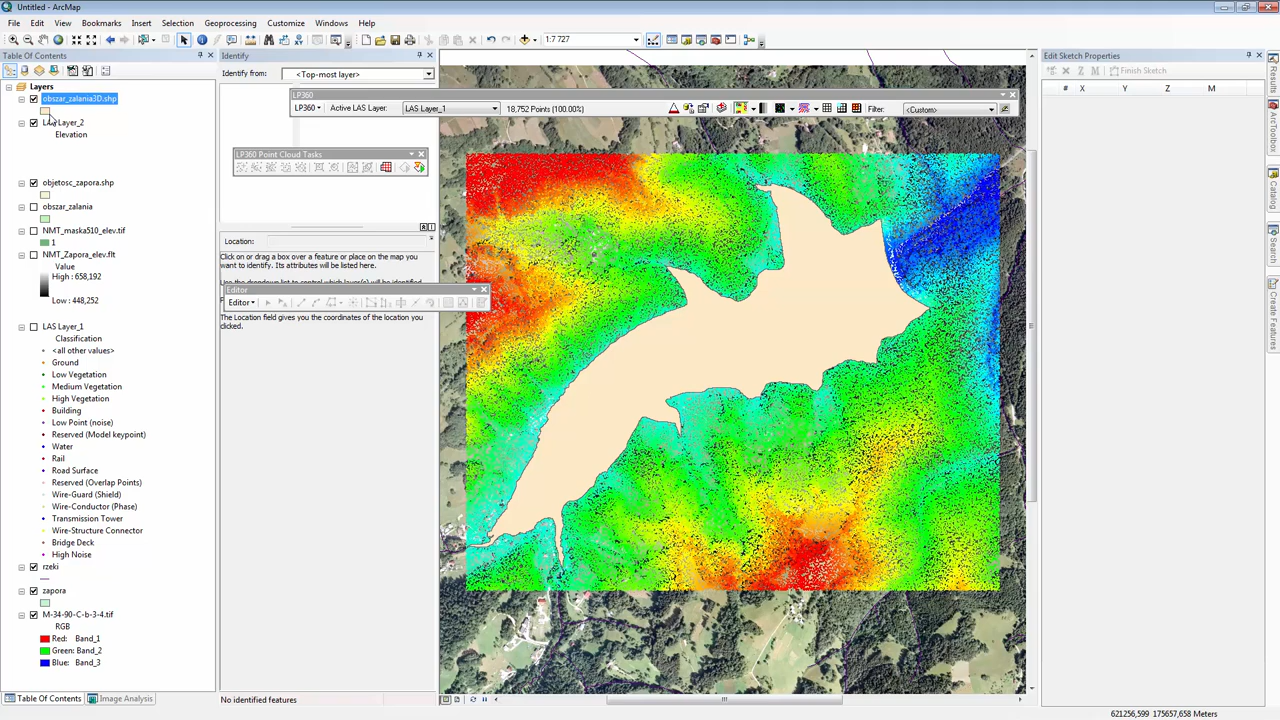 Untitled - ArcMap
File Edit View Bookmarks Insert Selection Geoprocessing Customize Windows Help
1:7 727
Table Of Contents
Layers
obszar_zalania3D.shp
Layer_2
Elevation
objetosc_zapora.shp
obszar_zalania
NMT_maska510_elev.tif
1
NMT_Zapora_elev.flt
Value
High : 658,192
Low : 448,252
LAS Layer_1
Classification
<all other values>
Ground
Low Vegetation
Medium Vegetation
High Vegetation
Building
Low Point (noise)
Reserved (Model keypoint)
Water
Rail
Road Surface
Reserved (Overlap Points)
Wire-Guard (Shield)
Wire-Conductor (Phase)
Transmission Tower
Wire-Structure Connector
Bridge Deck
High Noise
rzeki
zapora
M-34-90-C-b-3-4.tif
RGB
Red: Band_1
Green: Band_2
Blue: Band_3
Table Of Contents Image Analysis
Identify
Identify from: <Top-most layer>
LP360
LP360 Active LAS Layer: LAS Layer_1 18,752 Points (100.00%) Filter: <Custom>
LP360 Point Cloud Tasks
Location:
Click on or drag a box over a feature or place on the map you
want to identify. Its attributes will be listed here.
Editor
Editor
The Location field gives you the coordinates of the location you
clicked.
No identified features
Edit Sketch Properties
Finish Sketch
# X Y Z M
Results
ArcToolbox
Catalog
Search
Create Features
621256,599 175657,658 Meters